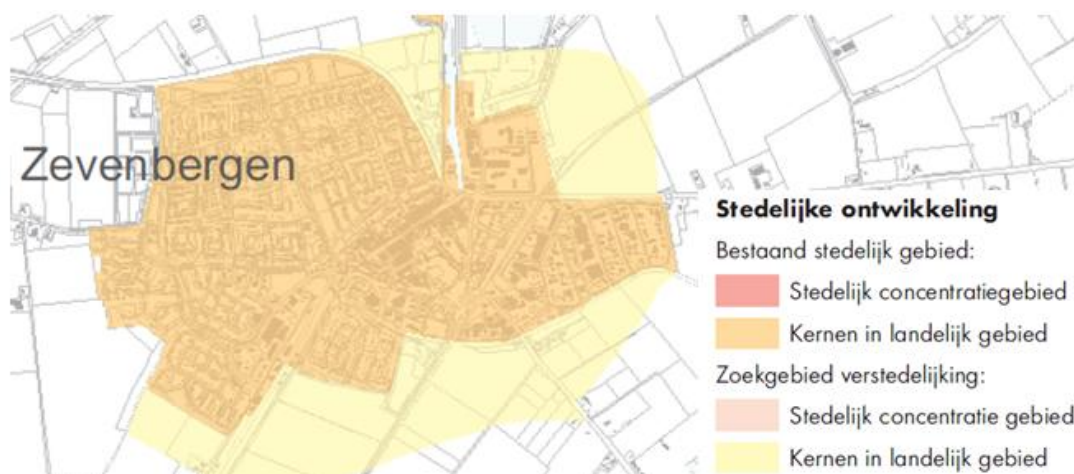 Zevenbergen
Stedelijke ontwikkeling
Bestaand stedelijk gebied:
Stedelijk concentratiegebied
Kernen in landelijk gebied
Zoekgebied verstedelijking:
Stedelijk concentratie gebied
Kernen in landelijk gebied